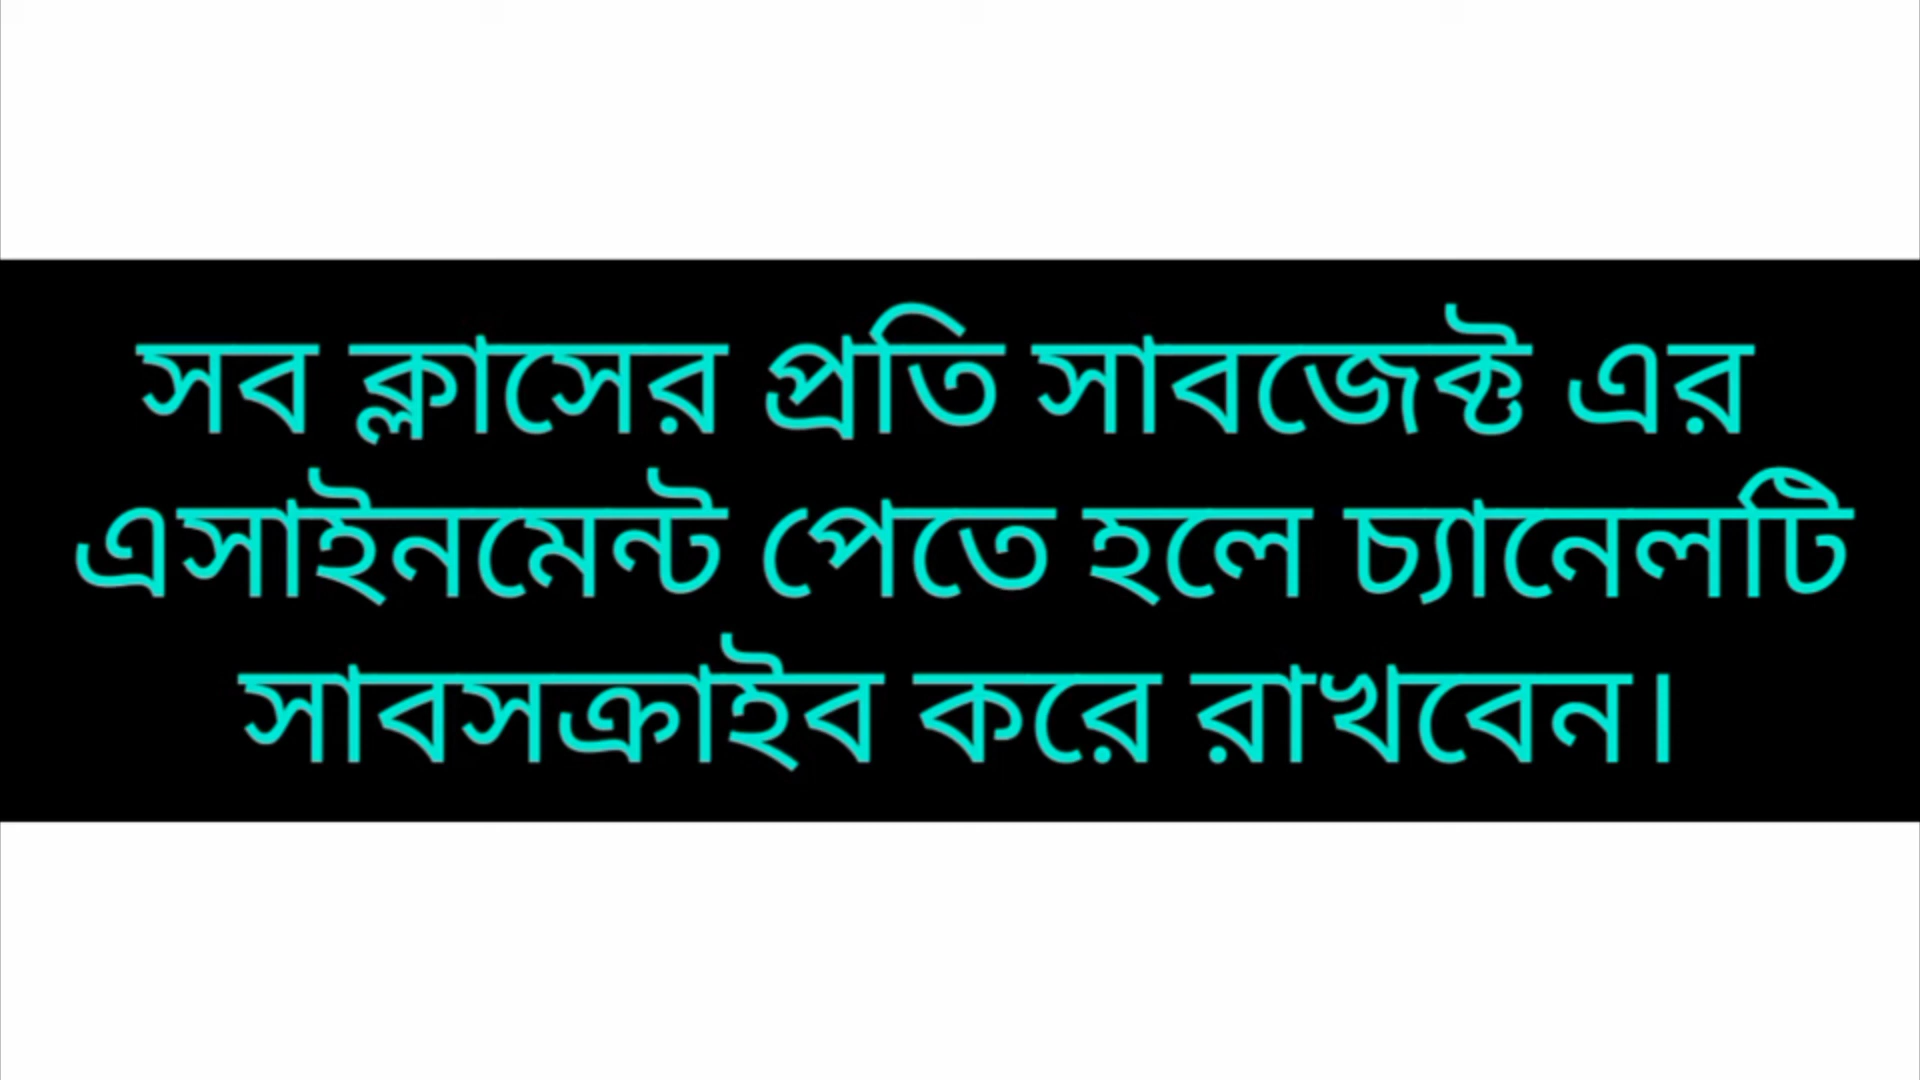 সব ক্লাসের প্রতি সাবজেক্ট এর
এসাইনমেন্ট পেতে হলে চ্যানেলটি
সাবসক্রাইব করে রাখবেন।